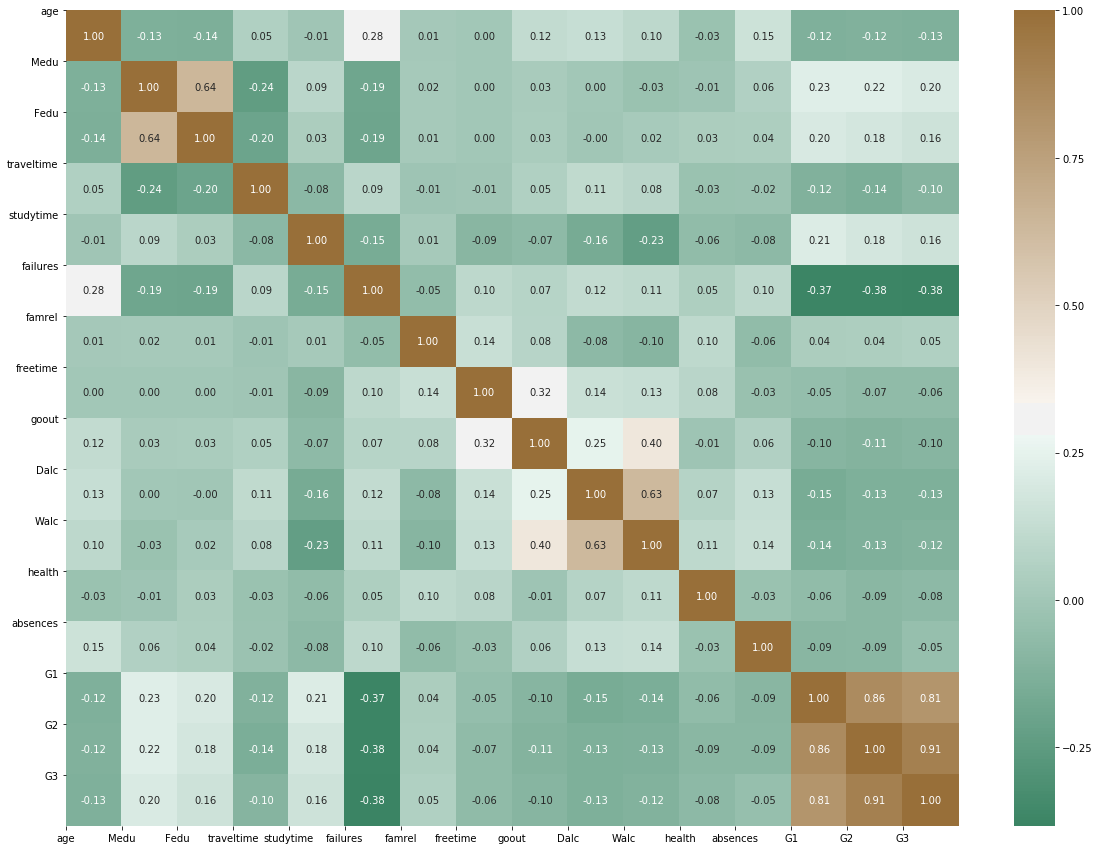 age
1.00 -0.13 -0.14 0.05 -0.01 0.28 0.01 0.00 0.12 0.13 0.10 -0.03 0.15 -0.12 -0.12 -0.13
Medu
-0.13 1.00 0.64 -0.24 0.09 -0.19 0.02 0.00 0.03 0.00 -0.03 -0.01 0.06 0.23 0.22 0.20
Fedu
-0.14 0.64 1.00 -0.20 0.03 -0.19 0.01 0.00 0.03 -0.00 0.02 0.03 0.04 0.20 0.18 0.16
traveltime
0.05 -0.24 -0.20 1.00 -0.08 0.09 -0.01 -0.01 0.05 0.11 0.08 -0.03 -0.02 -0.12 -0.14 -0.10
studytime
-0.01 0.09 0.03 -0.08 1.00 -0.15 0.01 -0.09 -0.07 -0.16 -0.23 -0.06 -0.08 0.21 0.18 0.16
failures
0.28 -0.19 -0.19 0.09 -0.15 1.00 -0.05 0.10 0.07 0.12 0.11 0.05 0.10 -0.37 -0.38 -0.38
famrel
0.01 0.02 0.01 -0.01 0.01 -0.05 1.00 0.14 0.08 -0.08 -0.10 0.10 -0.06 0.04 0.04 0.05
freetime
0.00 0.00 0.00 -0.01 -0.09 0.10 0.14 1.00 0.32 0.14 0.13 0.08 -0.03 -0.05 -0.07 -0.06
goout
0.12 0.03 0.03 0.05 -0.07 0.07 0.08 0.32 1.00 0.25 0.40 -0.01 0.06 -0.10 -0.11 -0.10
Dalc
0.13 0.00 -0.00 0.11 -0.16 0.12 -0.08 0.14 0.25 1.00 0.63 0.07 0.13 -0.15 -0.13 -0.13
Walc
0.10 -0.03 0.02 0.08 -0.23 0.11 -0.10 0.13 0.40 0.63 1.00 0.11 0.14 -0.14 -0.13 -0.12
health
-0.03 -0.01 0.03 -0.03 -0.06 0.05 0.10 0.08 -0.01 0.07 0.11 1.00 -0.03 -0.06 -0.09 -0.08
absences
0.15 0.06 0.04 -0.02 -0.08 0.10 -0.06 -0.03 0.06 0.13 0.14 -0.03 1.00 -0.09 -0.09 -0.05
G1
-0.12 0.23 0.20 -0.12 0.21 -0.37 0.04 -0.05 -0.10 -0.15 -0.14 -0.06 -0.09 1.00 0.86 0.81
G2
-0.12 0.22 0.18 -0.14 0.18 -0.38 0.04 -0.07 -0.11 -0.13 -0.13 -0.09 -0.09 0.86 1.00 0.91
G3
-0.13 0.20 0.16 -0.10 0.16 -0.38 0.05 -0.06 -0.10 -0.13 -0.12 -0.08 -0.05 0.81 0.91 1.00
age Medu Fedu traveltime studytime failures famrel freetime goout Dalc Walc health absences G1 G2 G3
1.00
0.75
0.50
0.25
0.00
−0.25